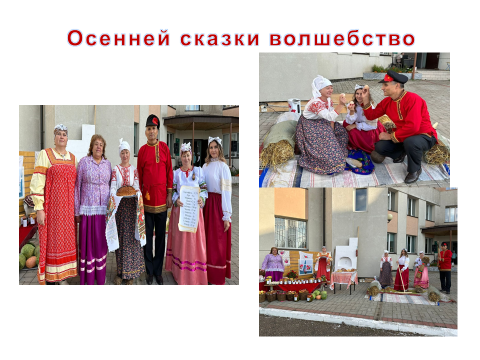 Осенней сказки волшебство